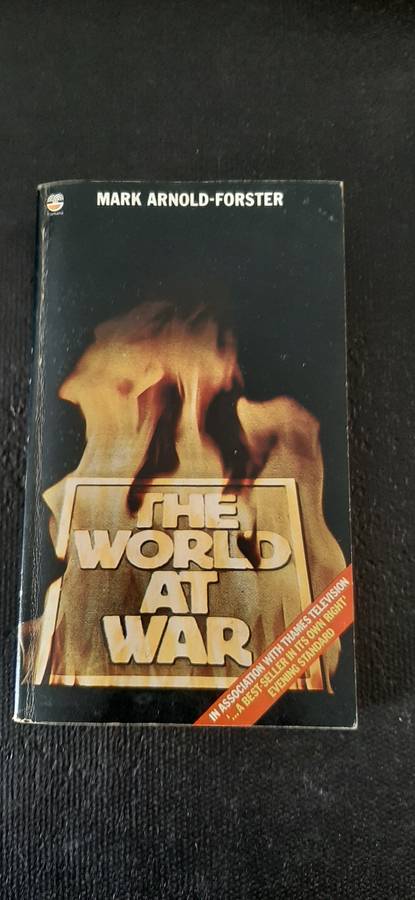 MARK ARNOLD-FORSTER
Fontana
THE
WORLD
AT
WAR
IN ASSOCIATION WITH THAMES TELEVISION
'...A BEST-SELLER IN ITS OWN RIGHT'
EVENING STANDARD